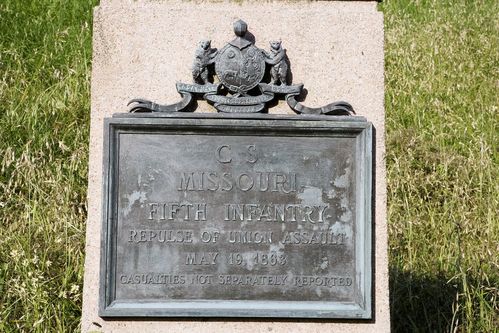 C S
MISSOURI
FIFTH INFANTRY
REPULSE OF UNION ASSAULT
MAY 19, 1863
CASUALTIES NOT SEPARATELY REPORTED